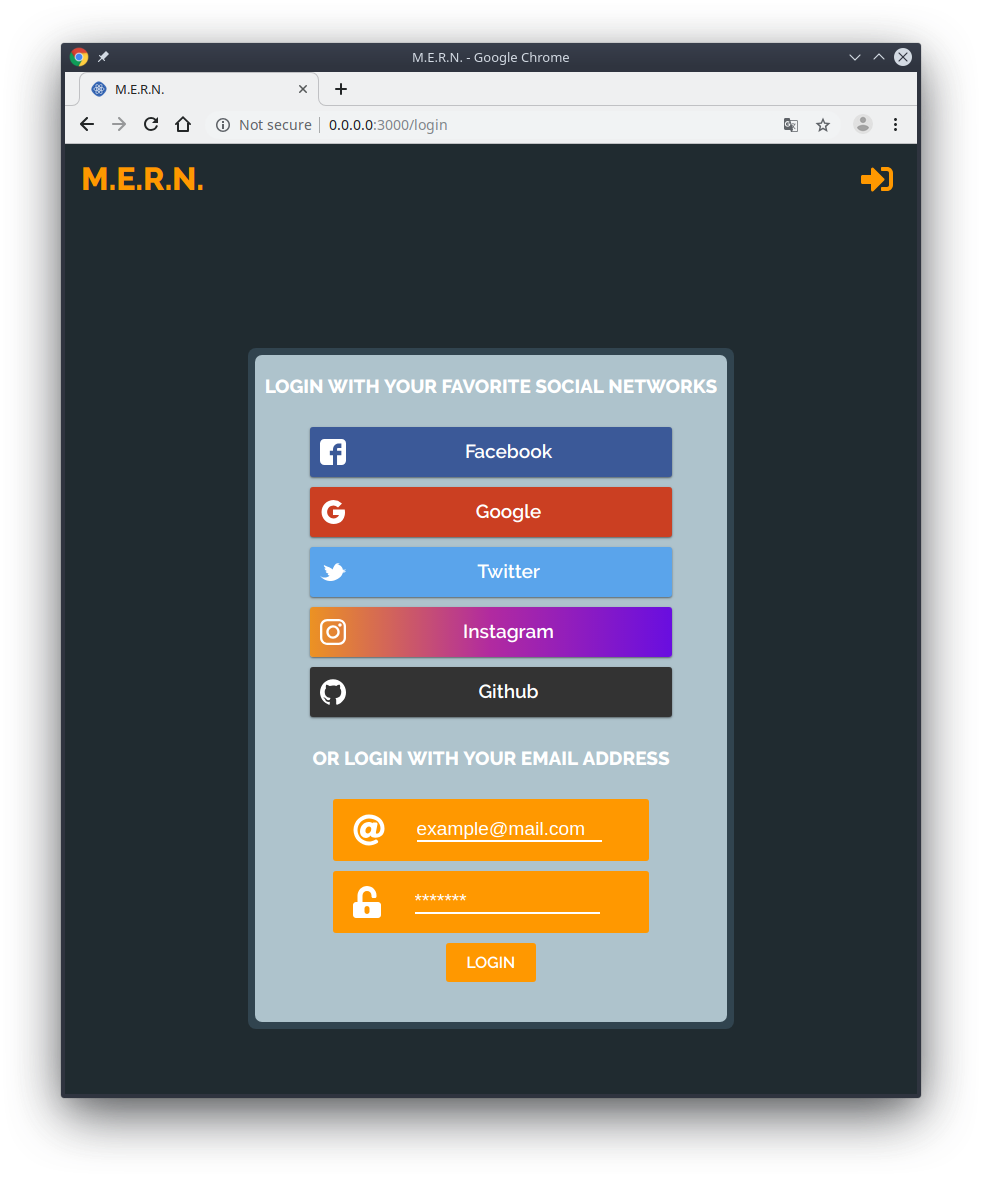 M.E.R.N. - Google Chrome
M.E.R.N.
Not secure 0.0.0.0:3000/login
M.E.R.N.
LOGIN WITH YOUR FAVORITE SOCIAL NETWORKS
Facebook
Google
Twitter
Instagram
Github
OR LOGIN WITH YOUR EMAIL ADDRESS
example@mail.com
*******
LOGIN